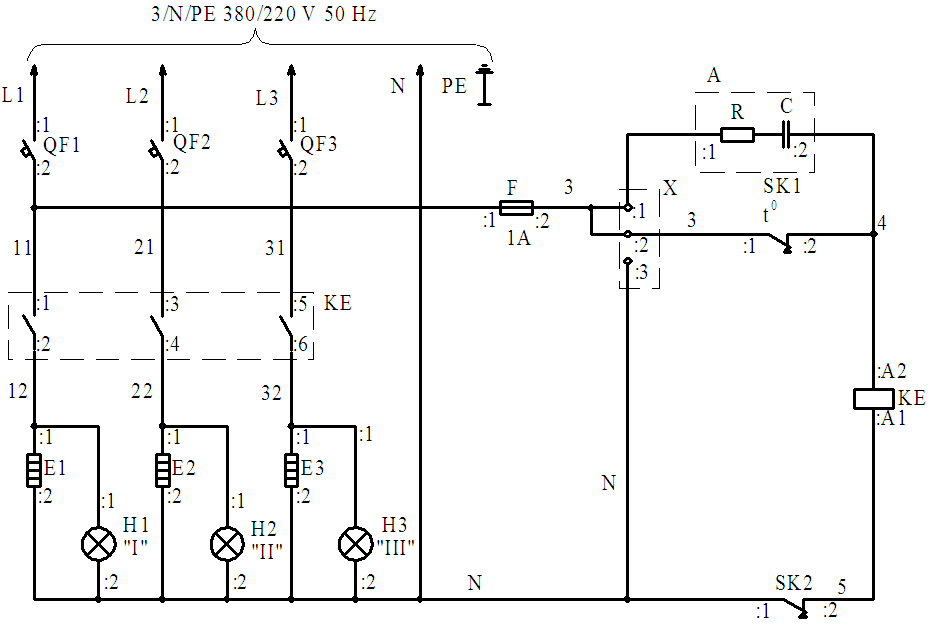 3/N/PE 380/220 V 50 Hz
L1
L2
L3
N
PE
A
:1
QF1
:2
:1
QF2
:2
:1
QF3
:2
R
C
:1
:2
F
3
:1
:2
1A
X
:1
:2
:3
3
SK1
t⁰
:1
:2
4
11
21
31
:1
:2
:3
:4
:5
:6
KE
12
22
32
:A2
KE
:A1
:1
E1
:2
:1
E2
:2
:1
E3
:2
:1
H1
"I"
:2
:1
H2
"II"
:2
:1
H3
"III"
:2
N
N
SK2
:1
:2
5